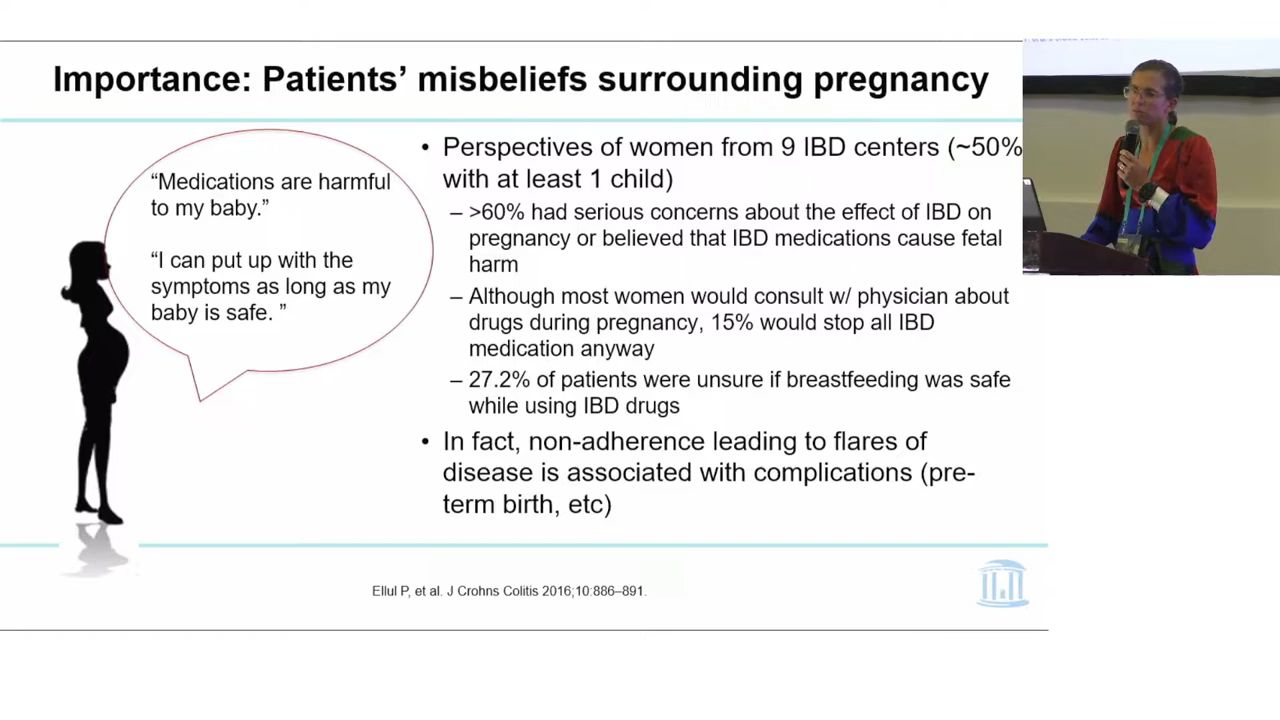 Importance: Patients’ misbeliefs surrounding pregnancy
“Medications are harmful
to my baby.”
“I can put up with the
symptoms as long as my
baby is safe. ”
• Perspectives of women from 9 IBD centers (~50%
with at least 1 child)
– >60% had serious concerns about the effect of IBD on
pregnancy or believed that IBD medications cause fetal
harm
– Although most women would consult w/ physician about
drugs during pregnancy, 15% would stop all IBD
medication anyway
– 27.2% of patients were unsure if breastfeeding was safe
while using IBD drugs
• In fact, non-adherence leading to flares of
disease is associated with complications (pre-
term birth, etc)
Ellul P, et al. J Crohns Colitis 2016;10:886–891.